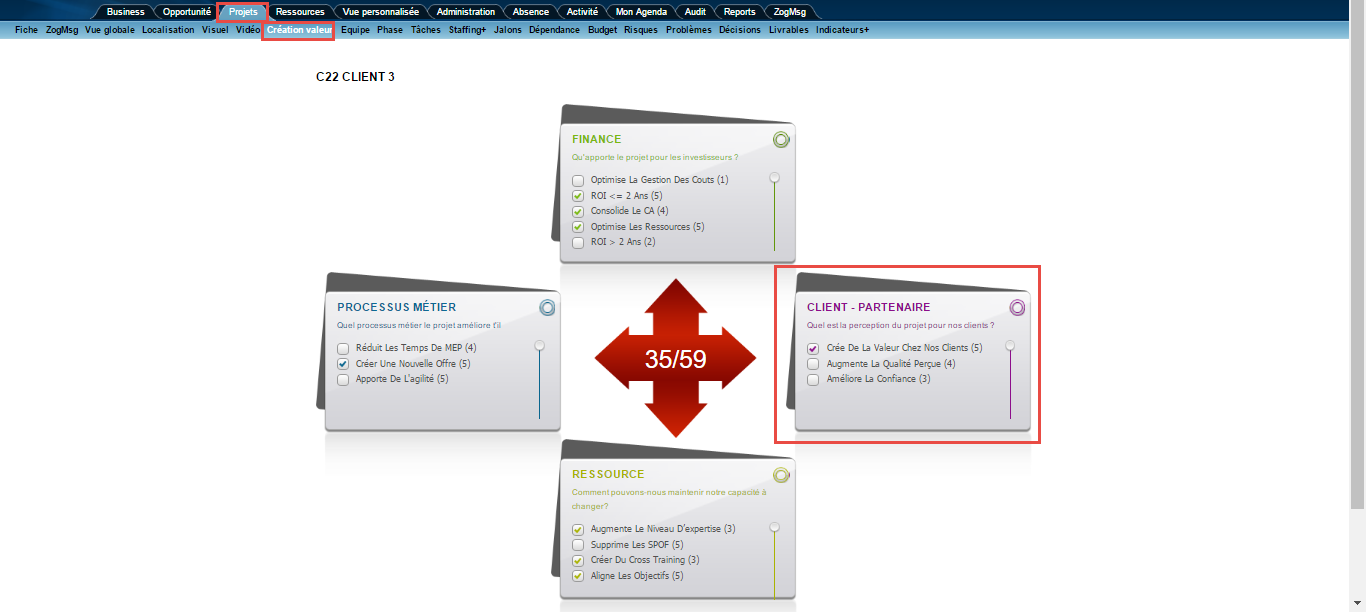 Business Opportunité Projets Ressources Vue personnalisée Administration Absence Activité Mon Agenda Audit Reports ZogMsg
Fiche ZogMsg Vue globale Localisation Visuel Vidéo Création valeur Equipe Phase Tâches Staffing+ Jalons Dépendance Budget Risques Problèmes Décisions Livrables Indicateurs+
C22 CLIENT 3
FINANCE
Qu'apporte le projet pour les investisseurs ?
Optimise La Gestion Des Couts (1)
ROI <= 2 Ans (5)
Consolide Le CA (4)
Optimise Les Ressources (5)
ROI > 2 Ans (2)
PROCESSUS MÉTIER
Quel processus métier le projet améliore t'il
Réduit Les Temps De MEP (4)
Créer Une Nouvelle Offre (5)
Apporte De L'agilité (5)
35/59
CLIENT - PARTENAIRE
Quel est la perception du projet pour nos clients ?
Crée De La Valeur Chez Nos Clients (5)
Augmente La Qualité Perçue (4)
Améliore La Confiance (3)
RESSOURCE
Comment pouvons-nous maintenir notre capacité à
changer?
Augmente Le Niveau D'expertise (3)
Supprime Les SPOF (5)
Créer Du Cross Training (3)
Aligne Les Objectifs (5)